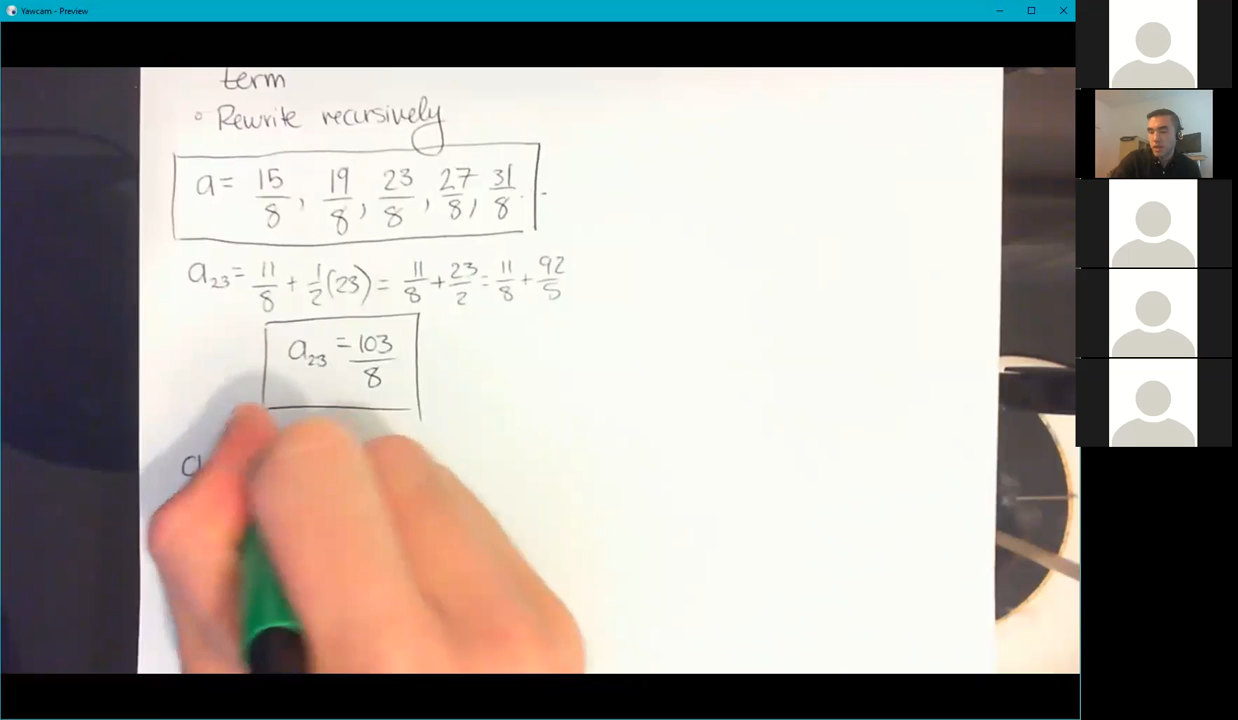 Yawcam - Preview
term
◦ Rewrite recursively
a = 15/8, 19/8, 23/8, 27/8, 31/8
a₂₃ = 11/8 + 1/2(23) = 11/8 + 23/2 = 11/8 + 92/5
a₂₃ = 103/8
a